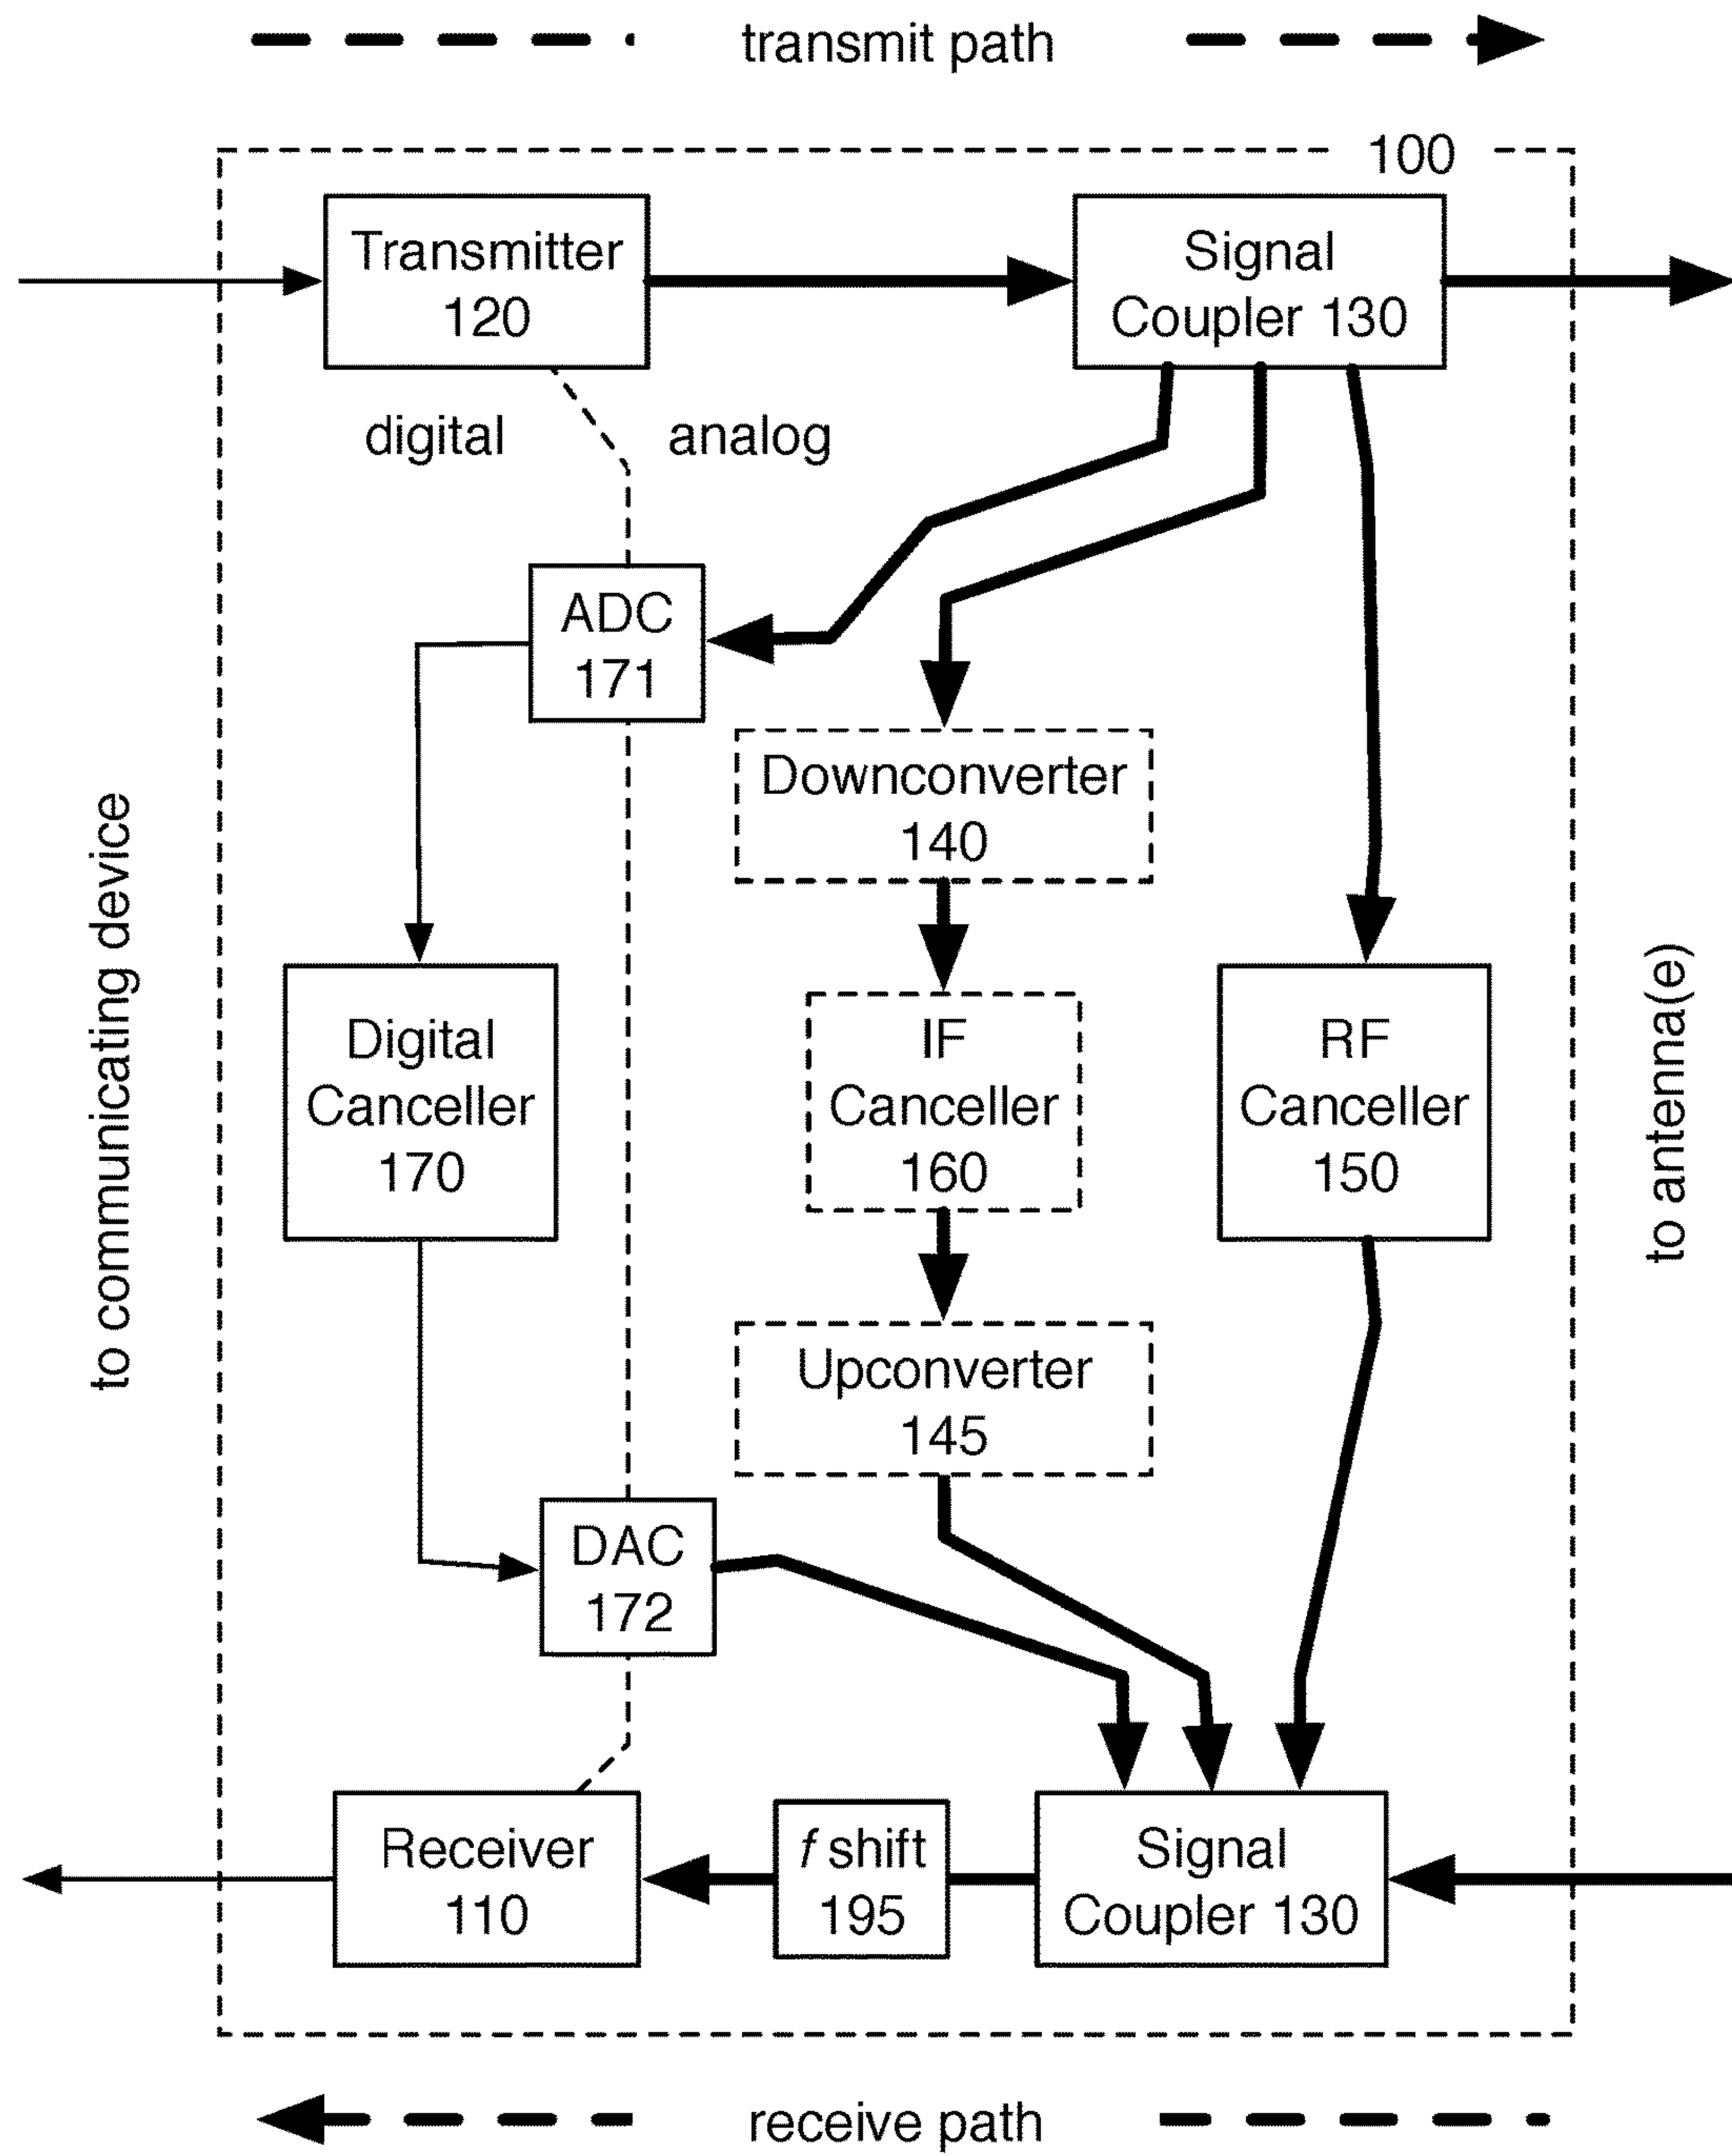 transmit path
100
Transmitter
120
Signal
Coupler 130
digital
analog
ADC
171
Downconverter
140
to communicating device
Digital
Canceller
170
IF
Canceller
160
RF
Canceller
150
to antenna(e)
Upconverter
145
DAC
172
Receiver
110
f shift
195
Signal
Coupler 130
receive path